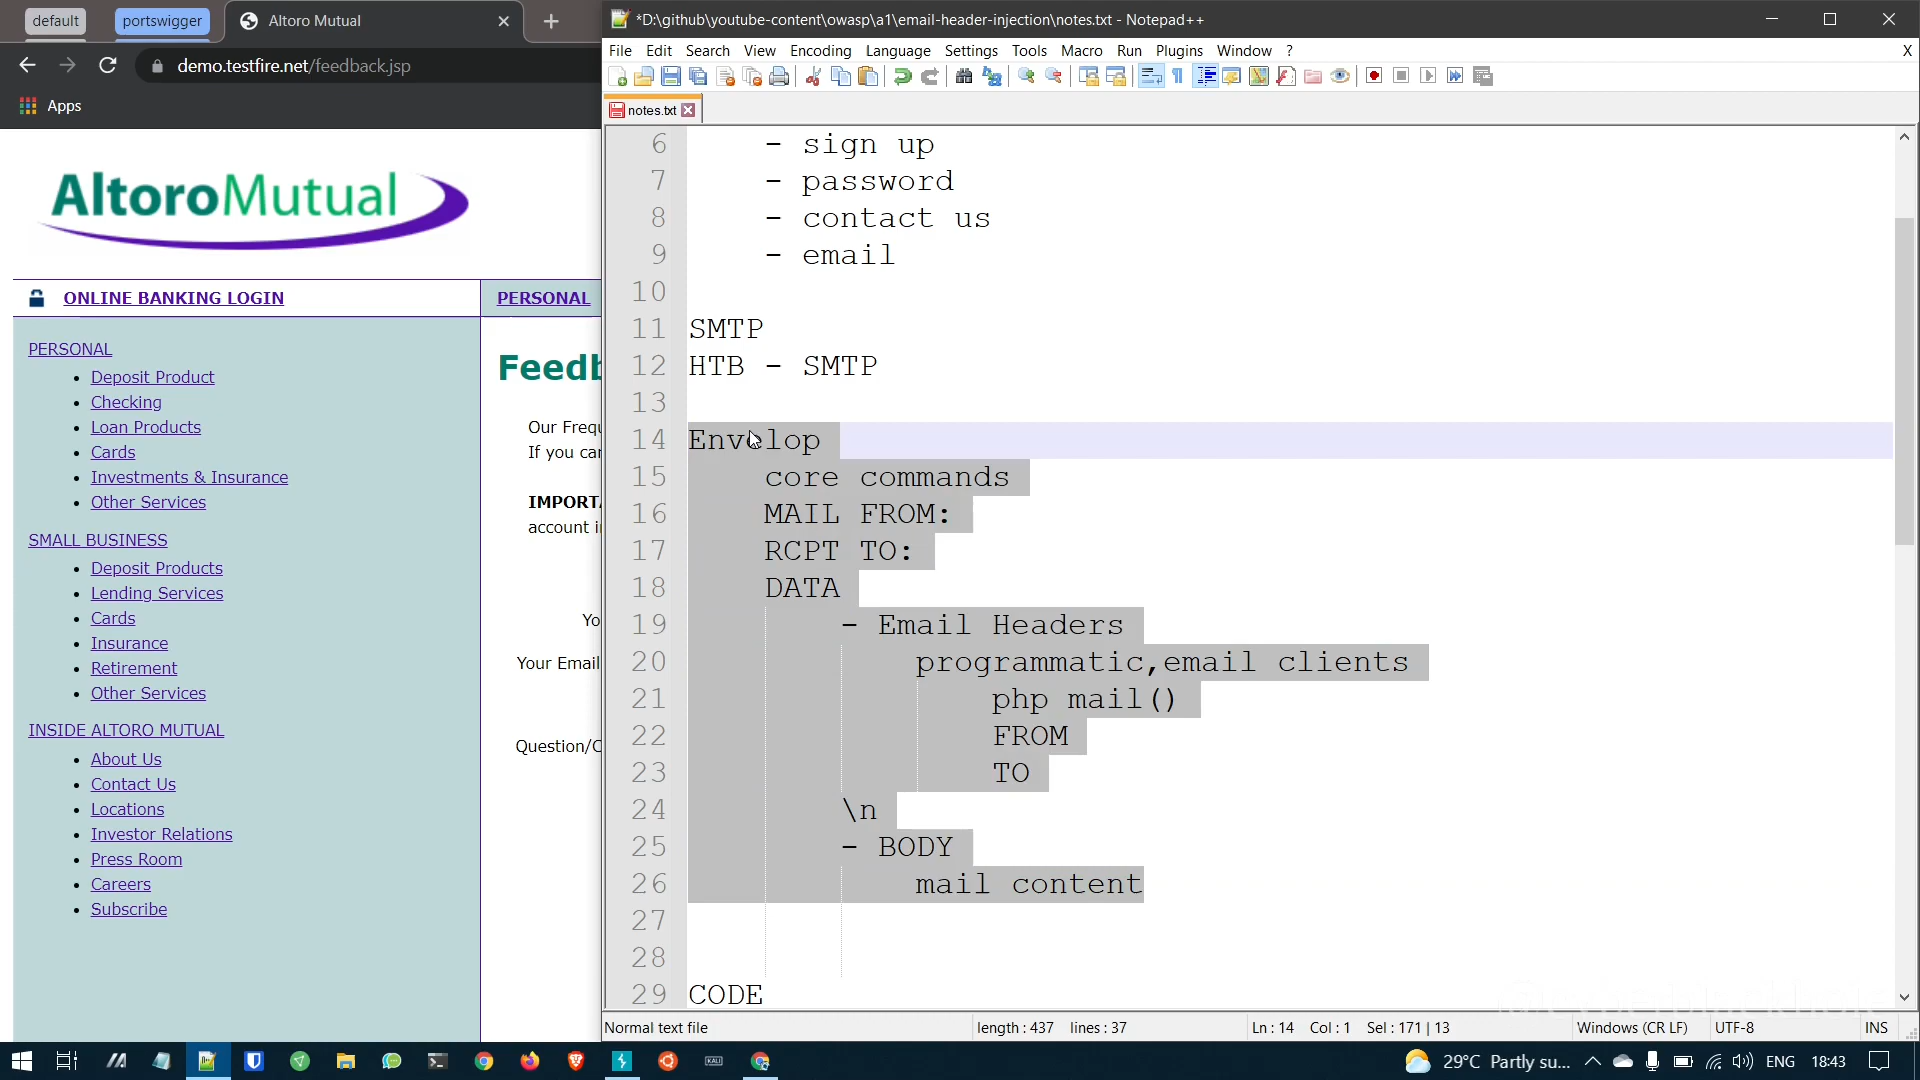 default
portswigger
Altoro Mutual
demo.testfire.net/feedback.jsp
Apps
AltoroMutual
ONLINE BANKING LOGIN
PERSONAL
PERSONAL
Deposit Product
Checking
Loan Products
Cards
Investments & Insurance
Other Services
SMALL BUSINESS
Deposit Products
Lending Services
Cards
Insurance
Retirement
Other Services
INSIDE ALTORO MUTUAL
About Us
Contact Us
Locations
Investor Relations
Press Room
Careers
Subscribe
Feedb
Our Frequ
If you can
IMPORTA
account i
Yo
Your Email
Question/C
*D:\github\youtube-content\owasp\a1\email-header-injection\notes.txt - Notepad++
File Edit Search View Encoding Language Settings Tools Macro Run Plugins Window ? X
notes.txt
6 - sign up
7 - password
8 - contact us
9 - email
10
11 SMTP
12 HTB - SMTP
13
14 Envelop
15 core commands
16 MAIL FROM:
17 RCPT TO:
18 DATA
19 - Email Headers
20 programmatic,email clients
21 php mail()
22 FROM
23 TO
24 \n
25 - BODY
26 mail content
27
28
29 CODE
Normal text file length : 437 lines : 37 Ln : 14 Col : 1 Sel : 171 | 13 Windows (CR LF) UTF-8 INS
29°C Partly su... ENG 18:43